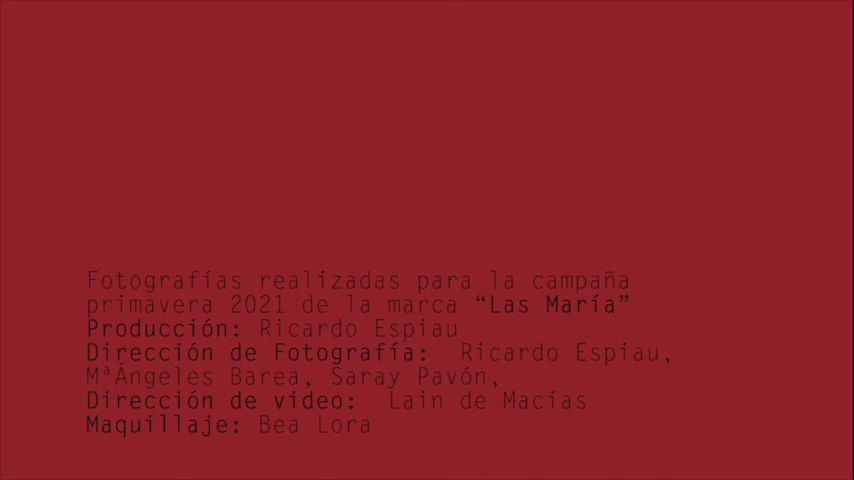 Fotografías realizadas para la campaña
primavera 2021 de la marca “Las María”
Producción: Ricardo Espiau
Dirección de Fotografía: Ricardo Espiau,
MªÁngeles Barea, Saray Pavón,
Dirección de video: Lain de Macías
Maquillaje: Bea Lora